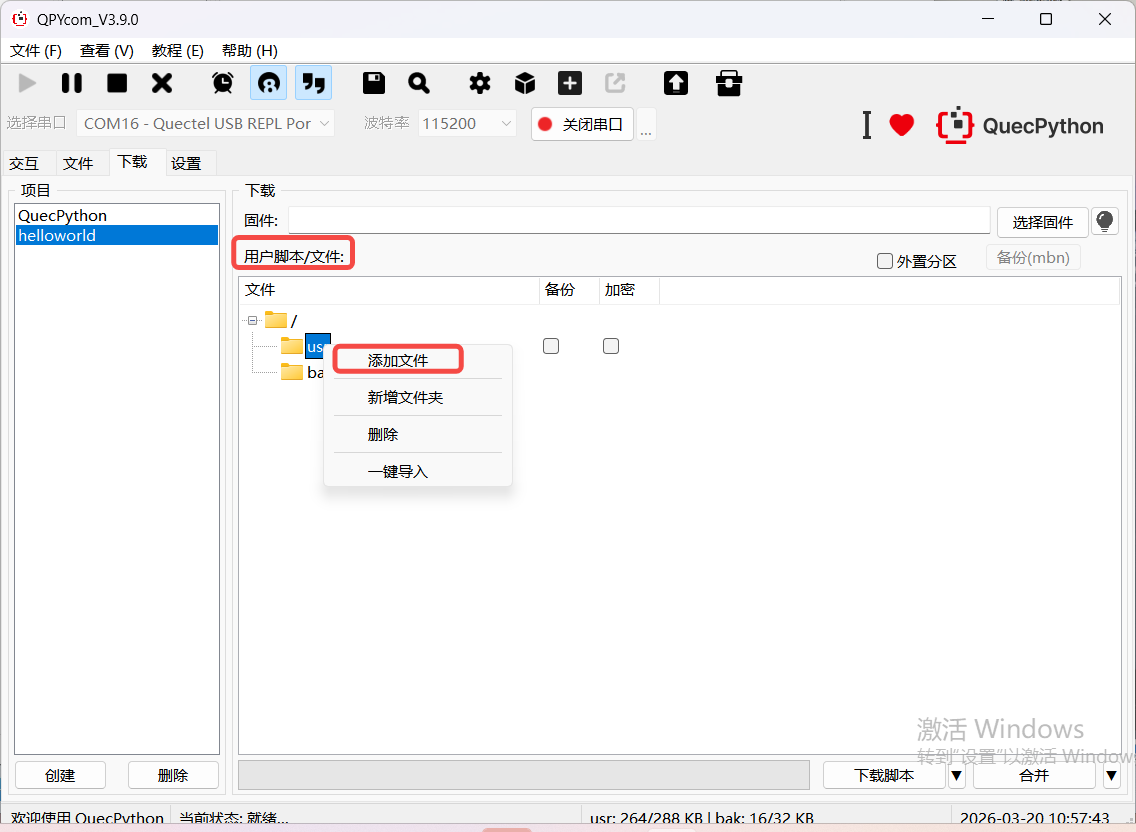 QPYcom_V3.9.0
文件 (F) 查看 (V) 教程 (E) 帮助 (H)
选择串口 COM16 - Quectel USB REPL Por 波特率 115200 关闭串口 ... QuecPython
交互 文件 下载 设置
项目
QuecPython
helloworld
创建 删除
下载
固件: 选择固件
用户脚本/文件: 外置分区 备份(mbn)
文件 备份 加密
/
us
ba
添加文件
新增文件夹
删除
一键导入
激活 Windows
转到“设置”以激活 Window
下载脚本 合并
欢迎使用 QuecPython 当前状态: 就绪... usr: 264/288 KB | bak: 16/32 KB 2026-03-20 10:57:43